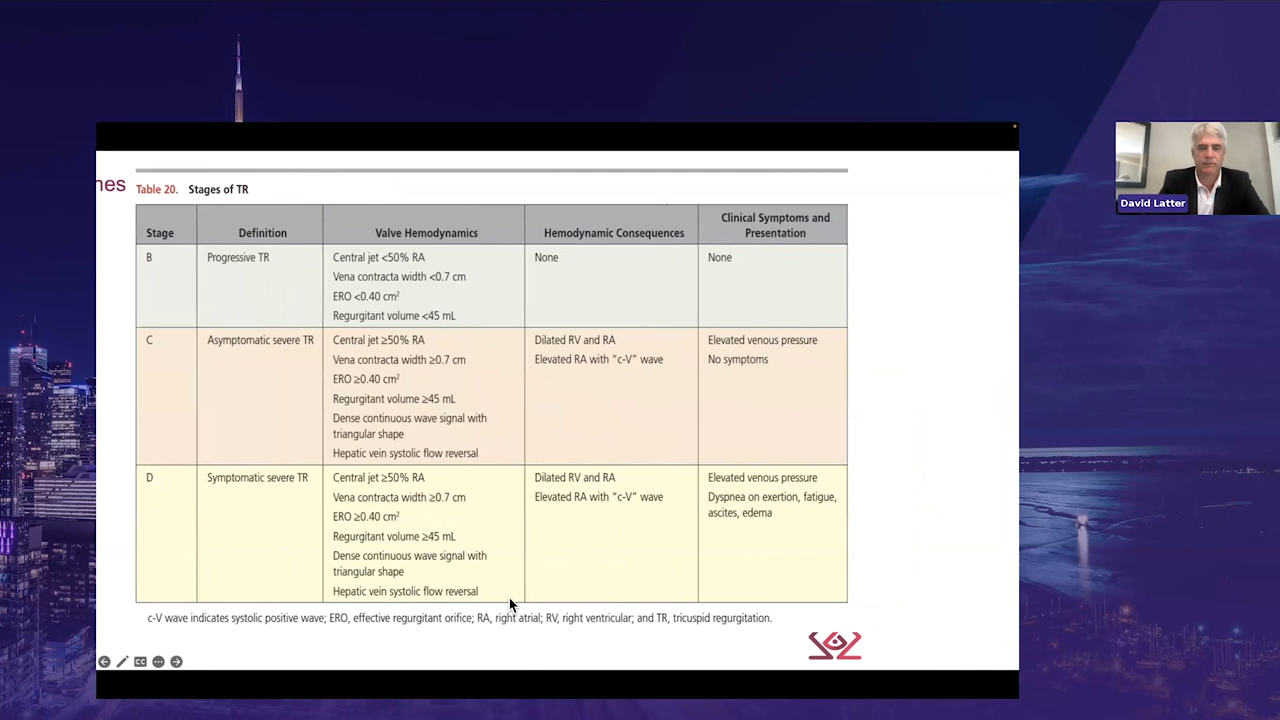 nes
Table 20. Stages of TR
Stage Definition Valve Hemodynamics Hemodynamic Consequences Clinical Symptoms and Presentation
B Progressive TR Central jet <50% RA None None
Vena contracta width <0.7 cm
ERO <0.40 cm²
Regurgitant volume <45 mL
C Asymptomatic severe TR Central jet ≥50% RA Dilated RV and RA Elevated venous pressure
Vena contracta width ≥0.7 cm Elevated RA with “c-V” wave No symptoms
ERO ≥0.40 cm²
Regurgitant volume ≥45 mL
Dense continuous wave signal with
triangular shape
Hepatic vein systolic flow reversal
D Symptomatic severe TR Central jet ≥50% RA Dilated RV and RA Elevated venous pressure
Vena contracta width ≥0.7 cm Elevated RA with “c-V” wave Dyspnea on exertion, fatigue,
ERO ≥0.40 cm² ascites, edema
Regurgitant volume ≥45 mL
Dense continuous wave signal with
triangular shape
Hepatic vein systolic flow reversal
c-V wave indicates systolic positive wave; ERO, effective regurgitant orifice; RA, right atrial; RV, right ventricular; and TR, tricuspid regurgitation.
CC
David Latter